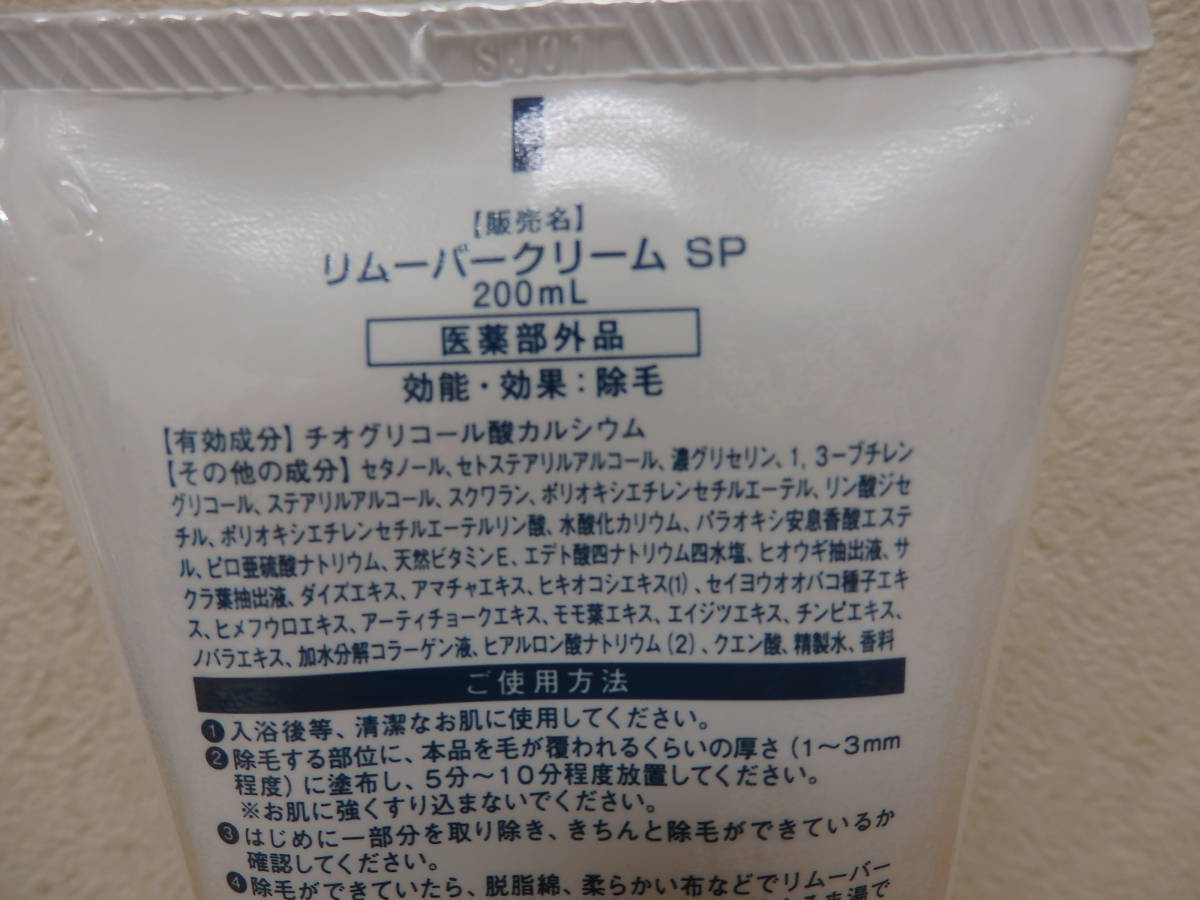 SJ01
【販売名】
リムーバークリーム SP
200mL
医薬部外品
効能・効果：除毛
【有効成分】チオグリコール酸カルシウム
【その他の成分】セタノール、セトステアリルアルコール、濃グリセリン、1，3ーブチレン
グリコール、ステアリルアルコール、スクワラン、ポリオキシエチレンセチルエーテル、リン酸ジセ
チル、ポリオキシエチレンセチルエーテルリン酸、水酸化カリウム、パラオキシ安息香酸エステ
ル、ピロ亜硫酸ナトリウム、天然ビタミンE、エデト酸四ナトリウム四水塩、ヒオウギ抽出液、サ
クラ葉抽出液、ダイズエキス、アマチャエキス、ヒキオコシエキス(1)、セイヨウオオバコ種子エキ
ス、ヒメフウロエキス、アーティチョークエキス、モモ葉エキス、エイジツエキス、チンピエキス、
ノバラエキス、加水分解コラーゲン液、ヒアルロン酸ナトリウム(2)、クエン酸、精製水、香料
ご使用方法
❶入浴後等、清潔なお肌に使用してください。
❷除毛する部位に、本品を毛が覆われるくらいの厚さ(1〜3mm
程度)に塗布し、5分〜10分程度放置してください。
※お肌に強くすり込まないでください。
❸はじめに一部分を取り除き、きちんと除毛ができているか
確認してください。
❹除毛ができていたら、脱脂綿、柔らかい布などでリムーバー